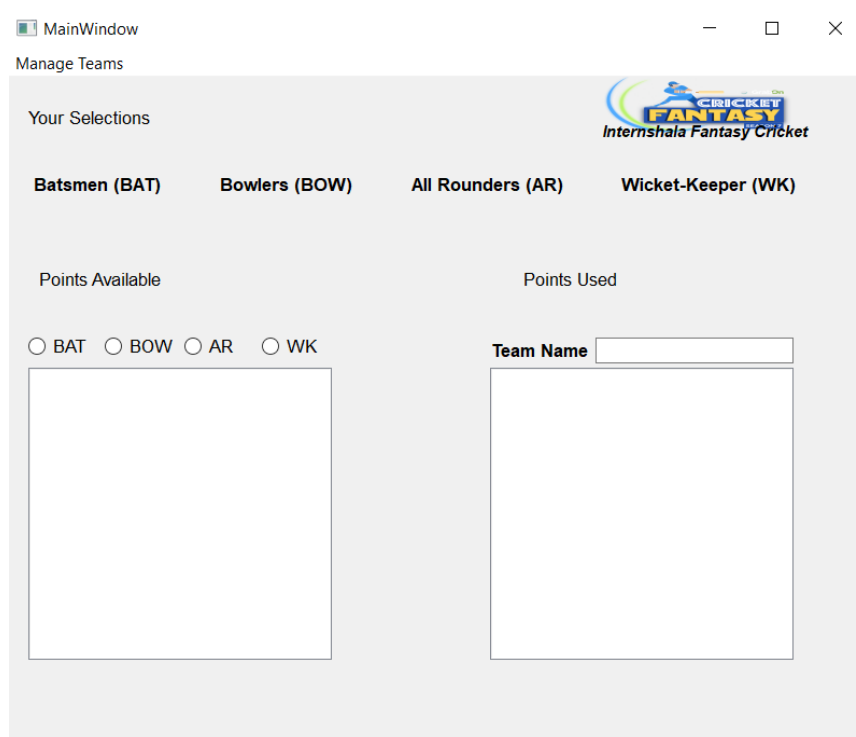 MainWindow
Manage Teams
Your Selections
CRICKET
FANTASY
Internshala Fantasy Cricket
Batsmen (BAT) Bowlers (BOW) All Rounders (AR) Wicket-Keeper (WK)
Points Available Points Used
BAT BOW AR WK Team Name